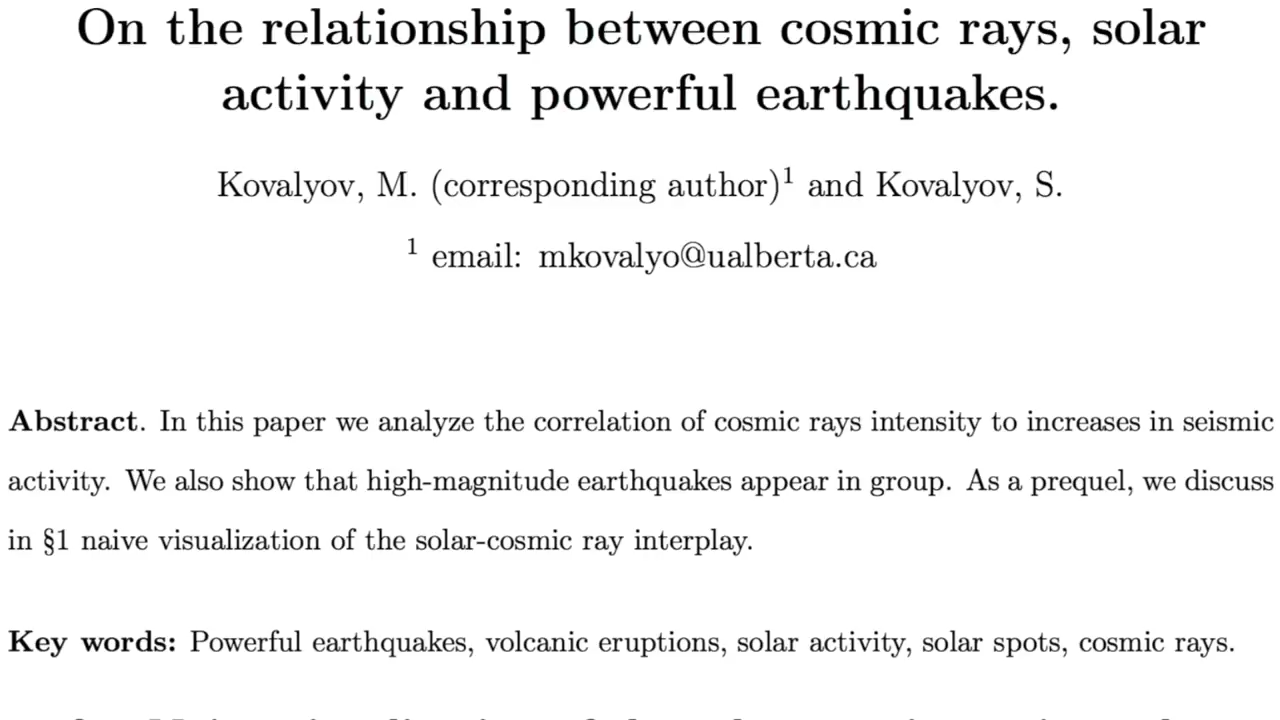 On the relationship between cosmic rays, solar
activity and powerful earthquakes.
Kovalyov, M. (corresponding author)¹ and Kovalyov, S.
¹ email: mkovalyo@ualberta.ca
Abstract. In this paper we analyze the correlation of cosmic rays intensity to increases in seismic
activity. We also show that high-magnitude earthquakes appear in group. As a prequel, we discuss
in §1 naive visualization of the solar-cosmic ray interplay.
Key words: Powerful earthquakes, volcanic eruptions, solar activity, solar spots, cosmic rays.